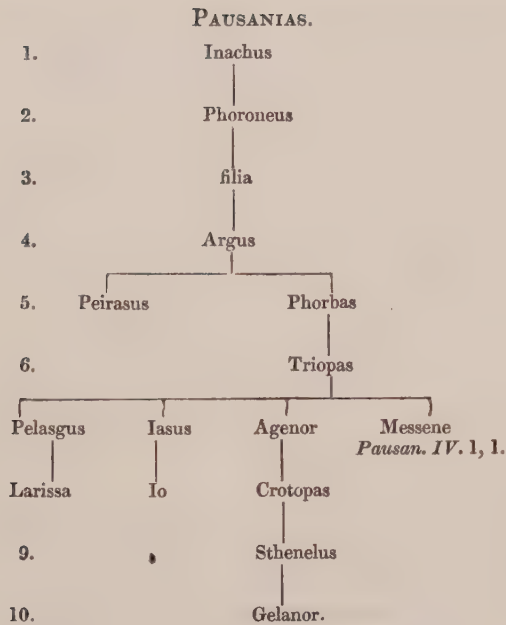 PAUSANIAS.
1. Inachus
2. Phoroneus
3. filia
4. Argus
5. Peirasus Phorbas
6. Triopas
Pelasgus Iasus Agenor Messene
Pausan. IV. 1, 1.
Larissa Io Crotopas
9. Sthenelus
10. Gelanor.